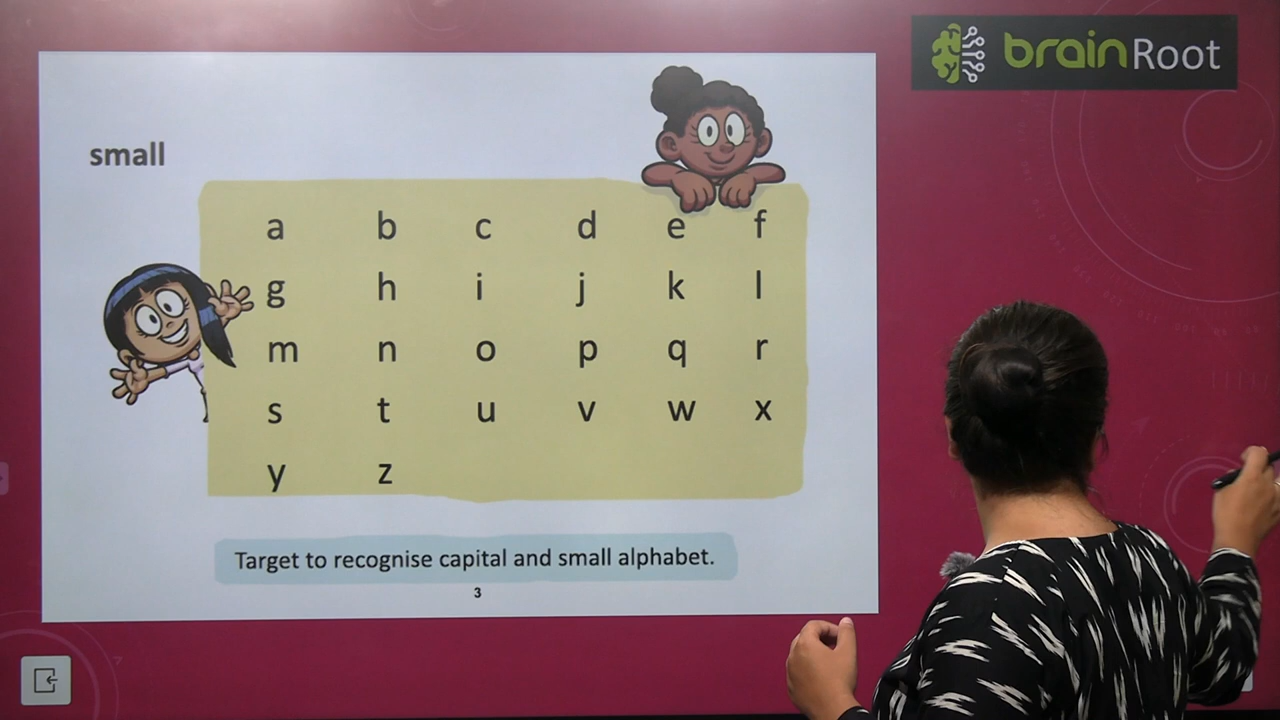 brainRoot
small
a b c d e f
g h i j k l
m n o p q r
s t u v w x
y z
Target to recognise capital and small alphabet.
3